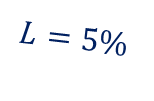 L = 5%